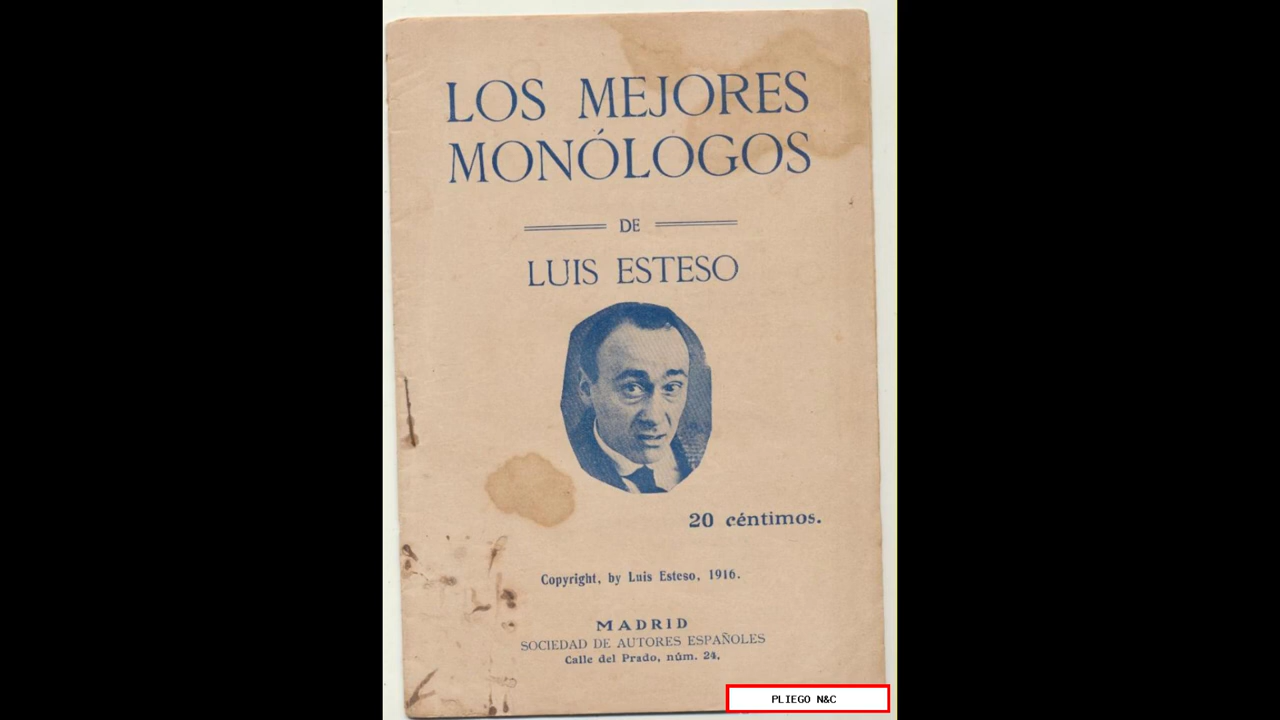 LOS MEJORES
MONÓLOGOS
DE
LUIS ESTESO
20 céntimos.
Copyright, by Luis Esteso, 1916.
MADRID
SOCIEDAD DE AUTORES ESPAÑOLES
Calle del Prado, núm. 24.
PLIEGO N&C